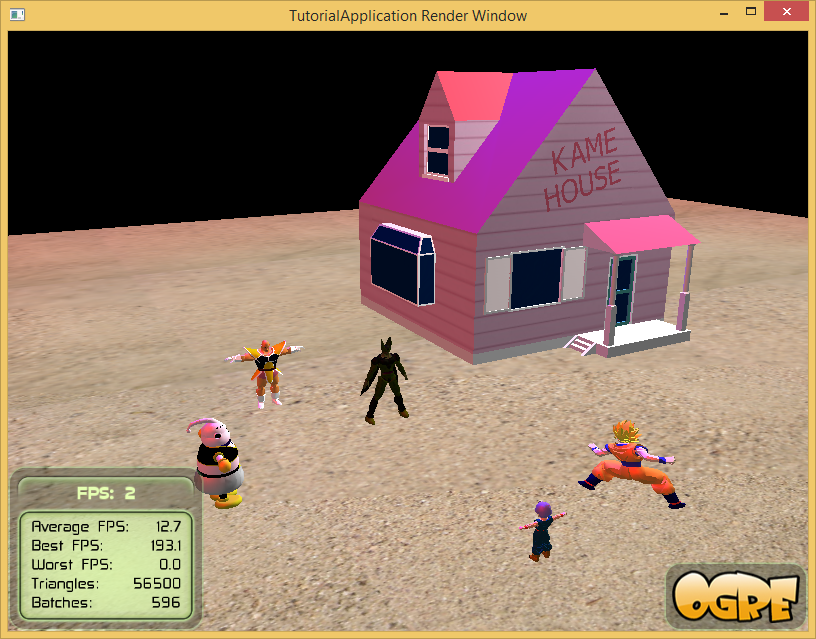 TutorialApplication Render Window
KAME
HOUSE
FPS: 2
Average FPS: 12.7
Best FPS: 193.1
Worst FPS: 0.0
Triangles: 56500
Batches: 596
OGRE